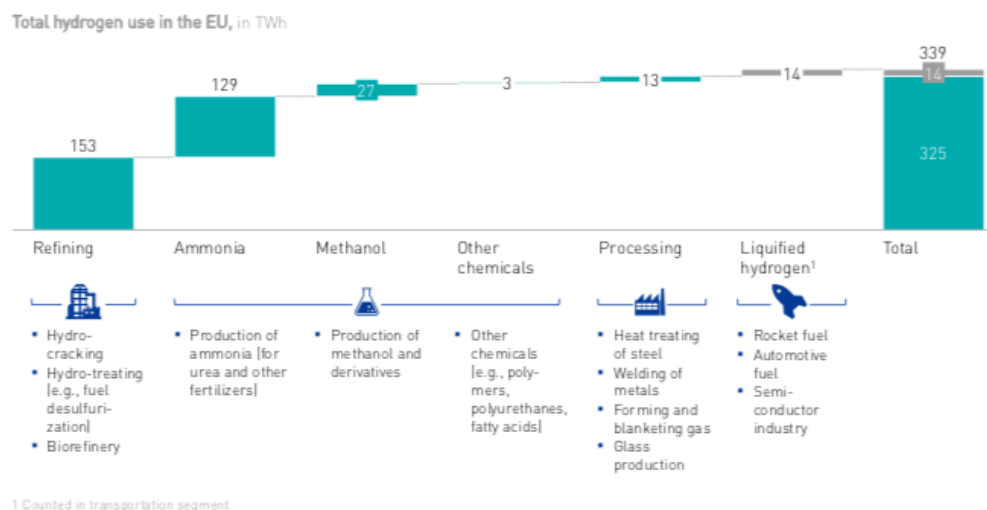 Total hydrogen use in the EU, in TWh
153
129
27
3
13
14
339
14
325
Refining
Ammonia
Methanol
Other
chemicals
Processing
Liquified
hydrogen1
Total
▪ Hydro-
cracking
▪ Hydro-treating
[e.g., fuel
desulfuri-
zation]
▪ Biorefinery
▪ Production of
ammonia [for
urea and other
fertilizers]
▪ Production of
methanol and
derivatives
▪ Other
chemicals
[e.g., poly-
mers,
polyurethanes,
fatty acids]
▪ Heat treating
of steel
▪ Welding of
metals
▪ Forming and
blanketing gas
▪ Glass
production
▪ Rocket fuel
▪ Automotive
fuel
▪ Semi-
conductor
industry
1 Counted in transportation segment